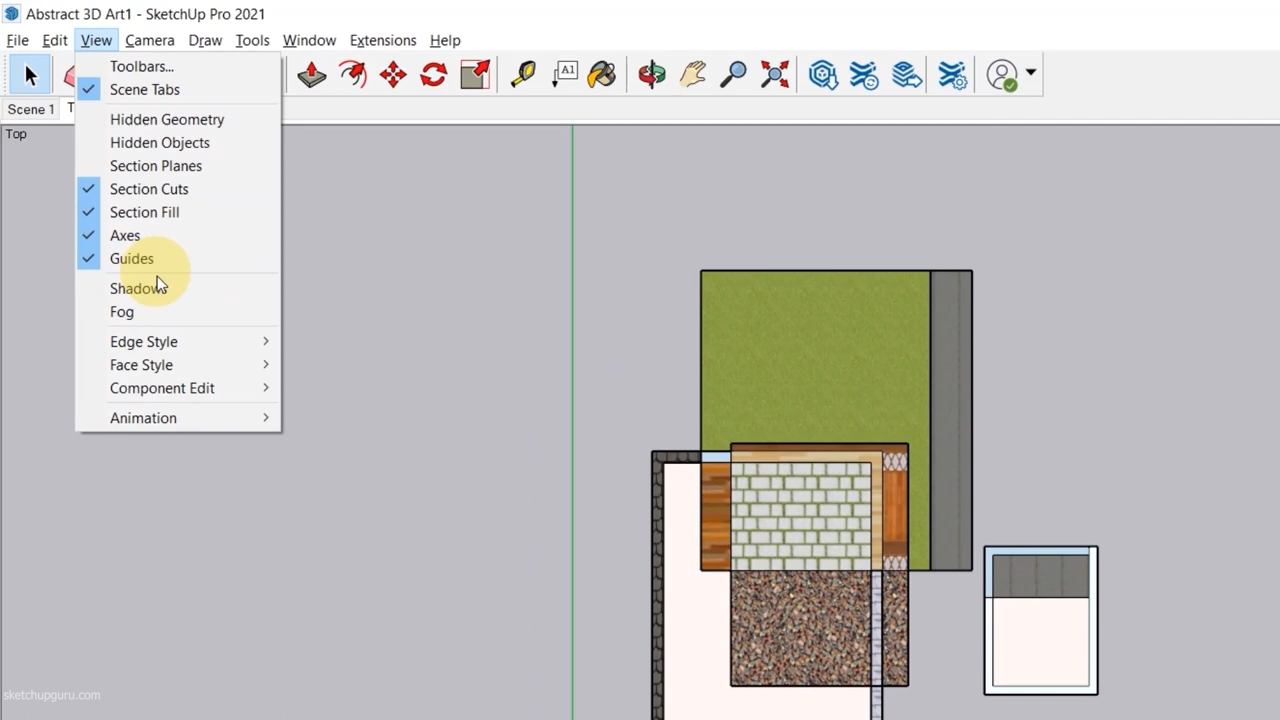 Abstract 3D Art1 - SketchUp Pro 2021
File Edit View Camera Draw Tools Window Extensions Help
A1
Scene 1
Top
Toolbars...
Scene Tabs
Hidden Geometry
Hidden Objects
Section Planes
Section Cuts
Section Fill
Axes
Guides
Shadows
Fog
Edge Style
Face Style
Component Edit
Animation
sketchupguru.com